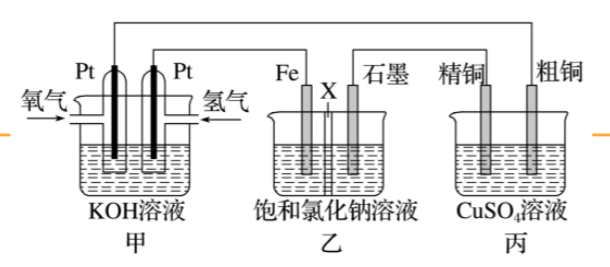 Pt Pt Fe X 石墨 精铜 粗铜
氧气 氢气
KOH溶液 饱和氯化钠溶液 CuSO₄溶液
甲 乙 丙